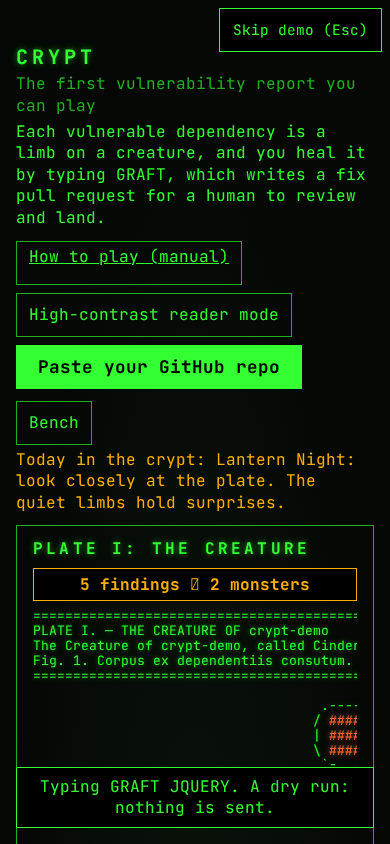 Skip demo (Esc)
CRYPT
The first vulnerability report you
can play
Each vulnerable dependency is a
limb on a creature, and you heal it
by typing GRAFT, which writes a fix
pull request for a human to review
and land.
How to play (manual)
High-contrast reader mode
Paste your GitHub repo
Bench
Today in the crypt: Lantern Night:
look closely at the plate. The
quiet limbs hold surprises.
PLATE I: THE CREATURE
5 findings 2 monsters
=========================================
PLATE I. — THE CREATURE OF crypt-demo
The Creature of crypt-demo, called Cinder
Fig. 1. Corpus ex dependentiis consutum.
=========================================
.----
/ ####
| ####
\ ####
`-
Typing GRAFT JQUERY. A dry run:
nothing is sent.